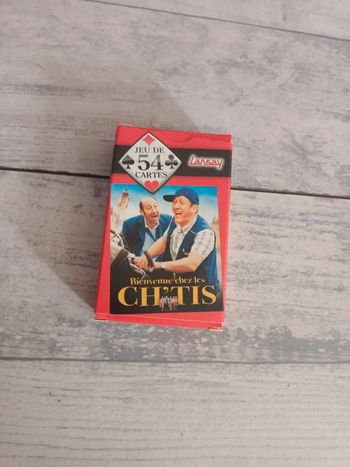 JEU DE
54
CARTES
Lansay
Bienvenue chez les
CH'TIS